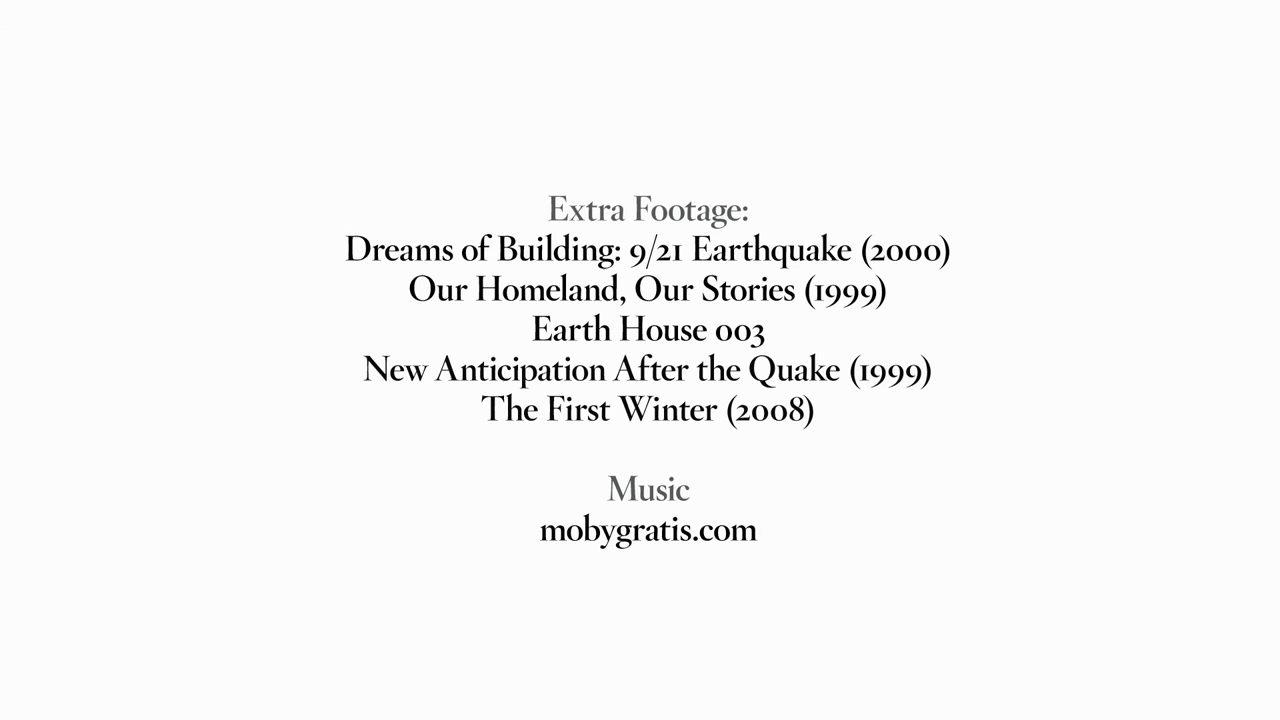 Extra Footage:
Dreams of Building: 9/21 Earthquake (2000)
Our Homeland, Our Stories (1999)
Earth House 003
New Anticipation After the Quake (1999)
The First Winter (2008)
Music
mobygratis.com